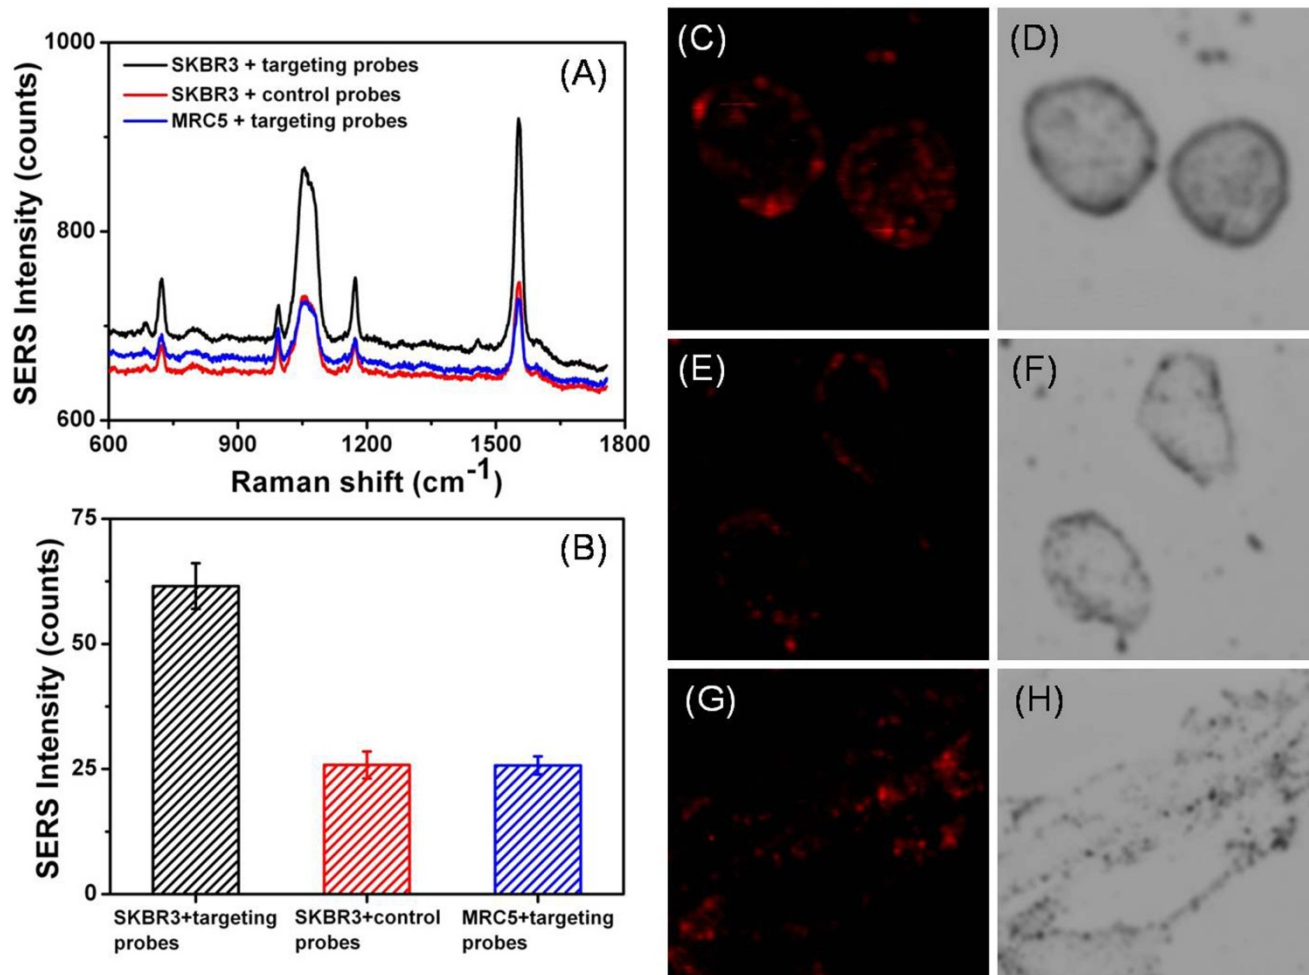 (A)
SKBR3 + targeting probes
SKBR3 + control probes
MRC5 + targeting probes
SERS Intensity (counts)
1000
800
600
600 900 1200 1500 1800
Raman shift (cm-1)
(B)
SERS Intensity (counts)
75
50
25
0
SKBR3+targeting
probes
SKBR3+control
probes
MRC5+targeting
probes
(C)
(D)
(E)
(F)
(G)
(H)